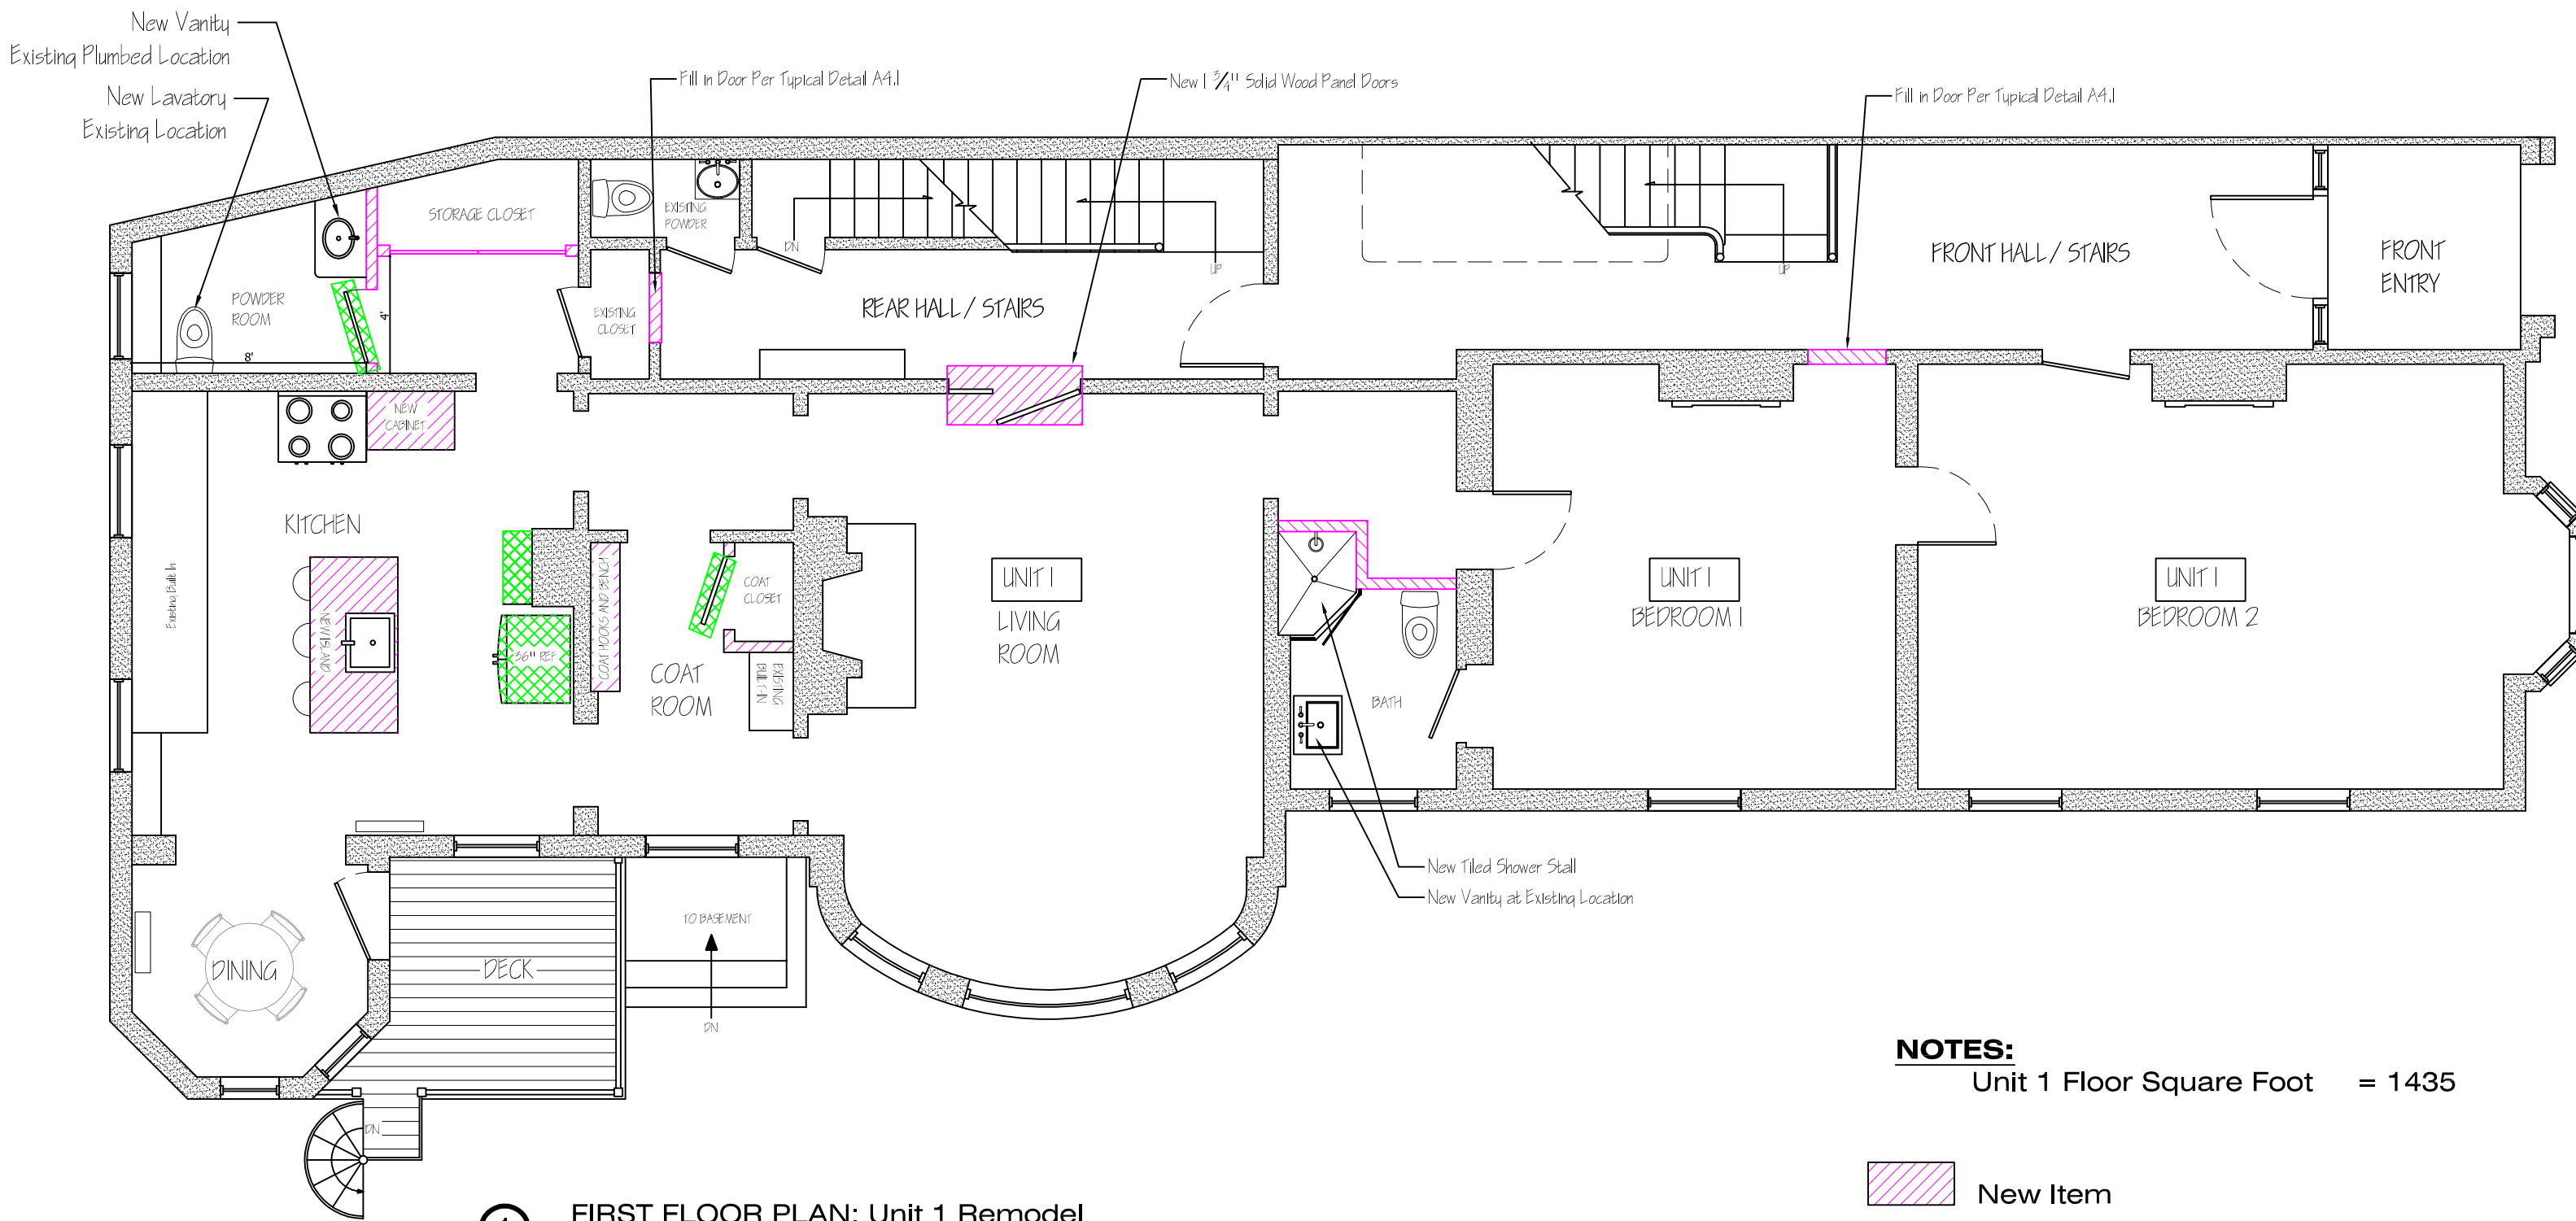 New Vanity
Existing Plumbed Location
New Lavatory
Existing Location
Fill in Door Per Typical Detail A4.1
New 1 3/4" Solid Wood Panel Doors
Fill in Door Per Typical Detail A4.1
STORAGE CLOSET
EXISTING
POWDER
DN
UP
UP
FRONT HALL / STAIRS
FRONT
ENTRY
POWDER
ROOM
4'
8'
EXISTING
CLOSET
REAR HALL / STAIRS
NEW
CABINET
KITCHEN
Existing Built In
NEW ISLAND
36" REF
COAT HOOKS AND BENCH
COAT
CLOSET
COAT
ROOM
EXISTING
BUILT-IN
UNIT 1
LIVING
ROOM
UNIT 1
BEDROOM 1
UNIT 1
BEDROOM 2
BATH
New Tiled Shower Stall
New Vanity at Existing Location
TO BASEMENT
DINING
DECK
DN
DN
NOTES:
Unit 1 Floor Square Foot = 1435
New Item
1
FIRST FLOOR PLAN: Unit 1 Remodel